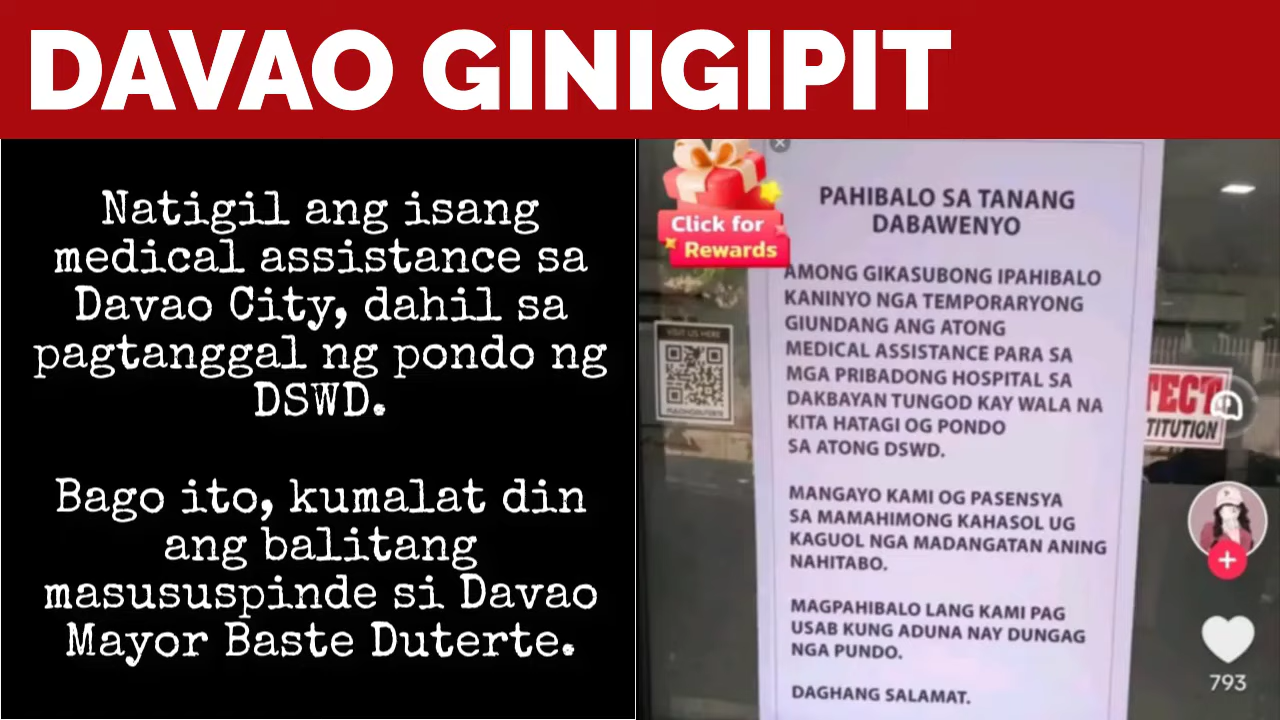 DAVAO GINIGIPIT
Natigil ang isang
medical assistance sa
Davao City, dahil sa
pagtanggal ng pondo ng
DSWD.
Bago ito, kumalat din
ang balitang
masususpinde si Davao
Mayor Baste Duterte.
Click for
Rewards
PAHIBALO SA TANANG
DABAWENYO
AMONG GIKASUBONG IPAHIBALO
KANINYO NGA TEMPORARYONG
GIUNDANG ANG ATONG
MEDICAL ASSISTANCE PARA SA
MGA PRIBADONG HOSPITAL SA
DAKBAYAN TUNGOD KAY WALA NA
KITA HATAGI OG PONDO
SA ATONG DSWD.
MANGAYO KAMI OG PASENSYA
SA MAMAHIMONG KAHASOL UG
KAGUOL NGA MADANGATAN ANING
NAHITABO.
MAGPAHIBALO LANG KAMI PAG
USAB KUNG ADUNA NAY DUNGAG
NGA PUNDO.
DAGHANG SALAMAT.
VISIT US HERE
TECT
TITUTION
793